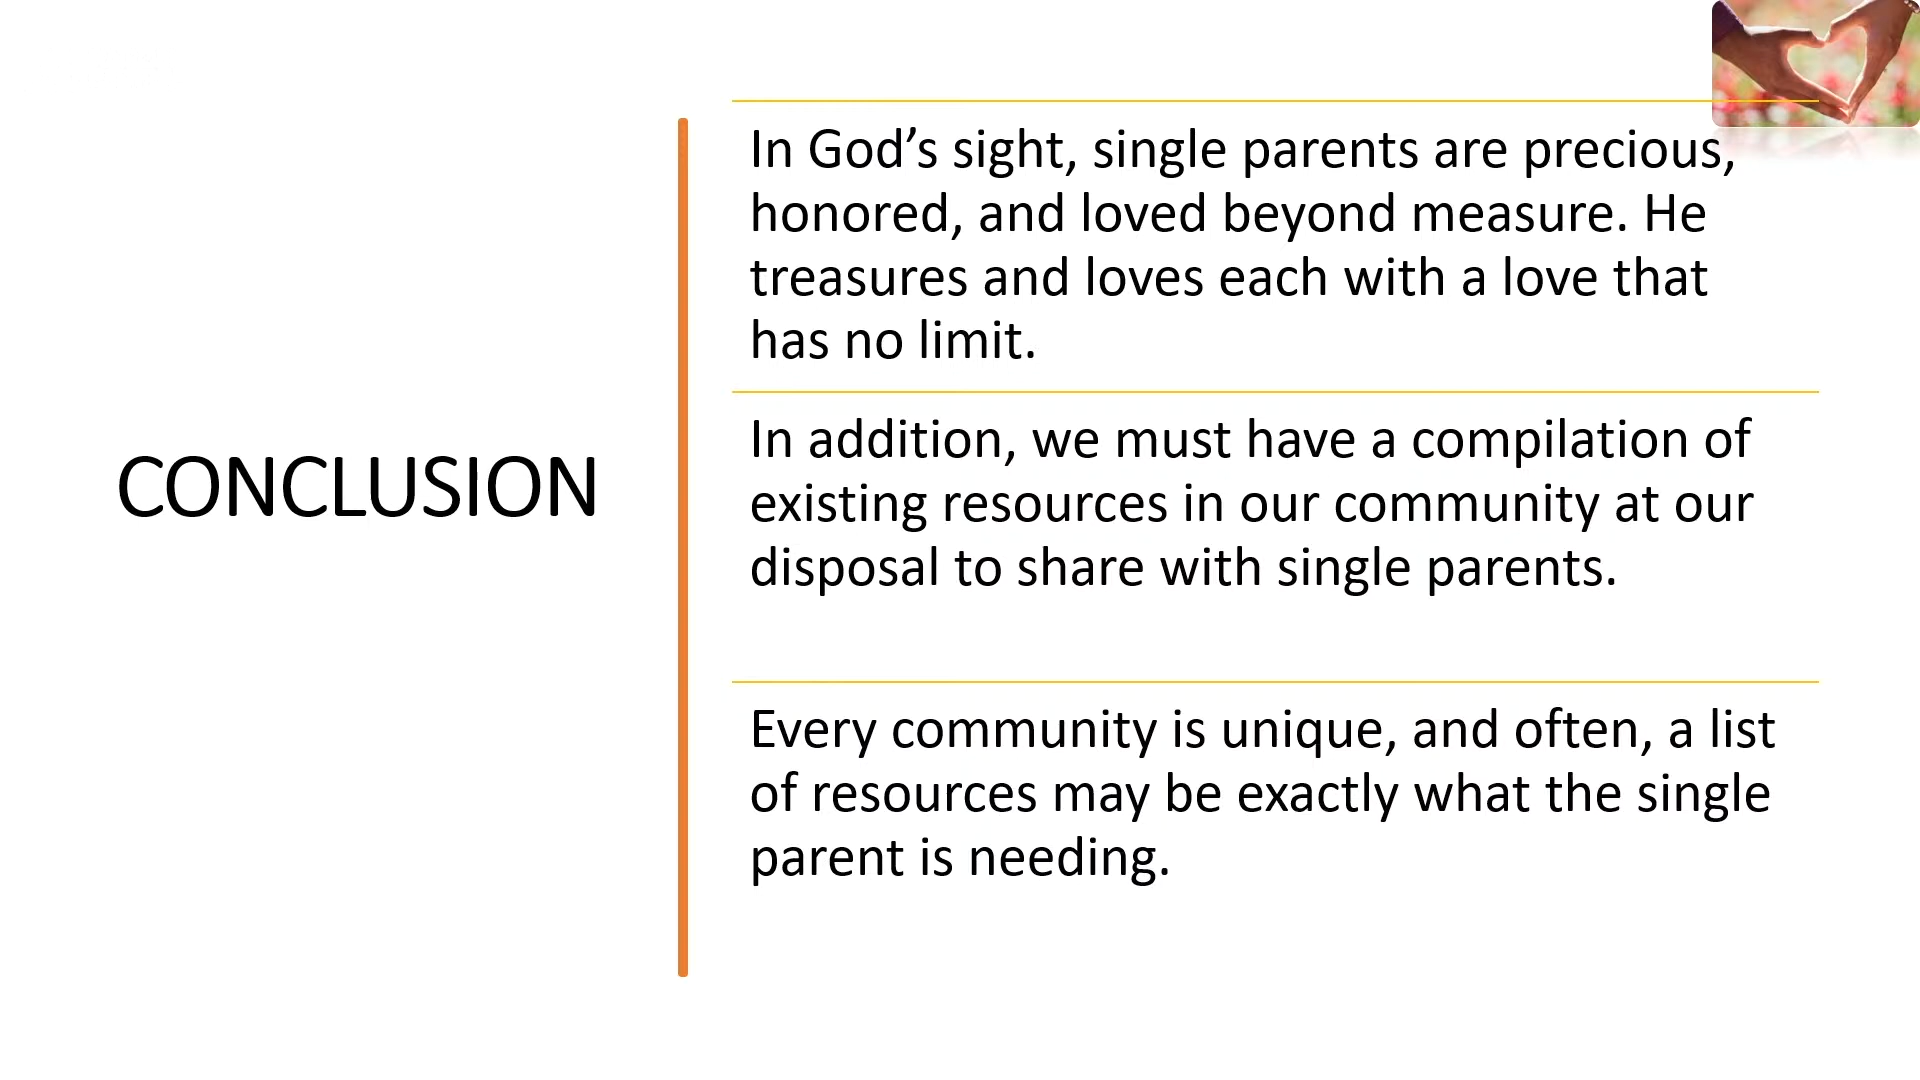 CONCLUSION
In God’s sight, single parents are precious,
honored, and loved beyond measure. He
treasures and loves each with a love that
has no limit.
In addition, we must have a compilation of
existing resources in our community at our
disposal to share with single parents.
Every community is unique, and often, a list
of resources may be exactly what the single
parent is needing.